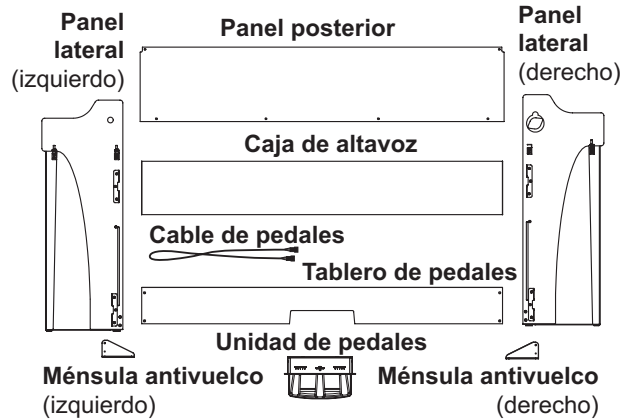 Panel
lateral
(izquierdo)
Panel posterior
Panel
lateral
(derecho)
Caja de altavoz
Cable de pedales
Tablero de pedales
Unidad de pedales
Ménsula antivuelco
(izquierdo)
Ménsula antivuelco
(derecho)